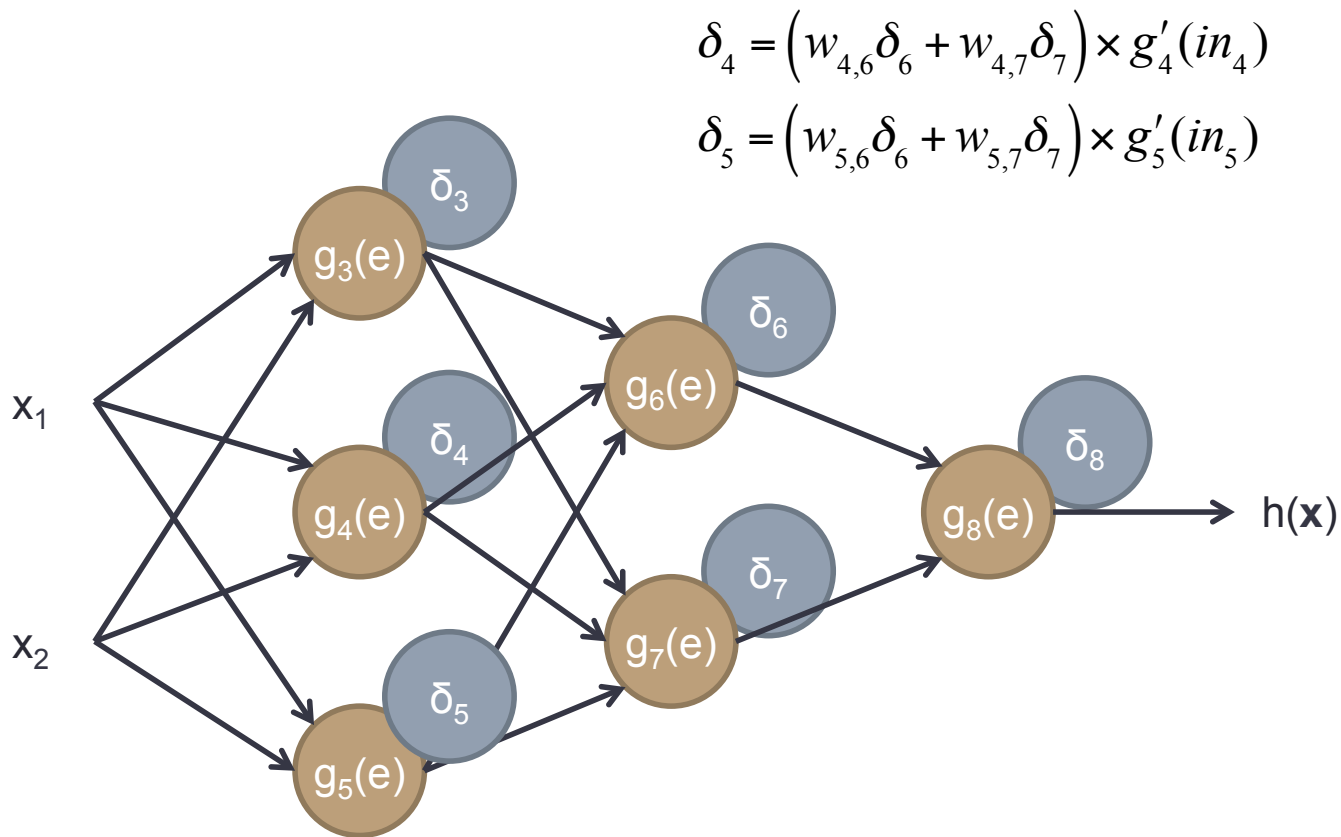 δ₄ = (w₄,₆δ₆ + w₄,₇δ₇) × g′₄(in₄)
δ₅ = (w₅,₆δ₆ + w₅,₇δ₇) × g′₅(in₅)
δ₃
g₃(e)
δ₆
g₆(e)
x₁
δ₄
δ₈
g₄(e)
g₈(e)
h(x)
δ₇
g₇(e)
x₂
δ₅
g₅(e)